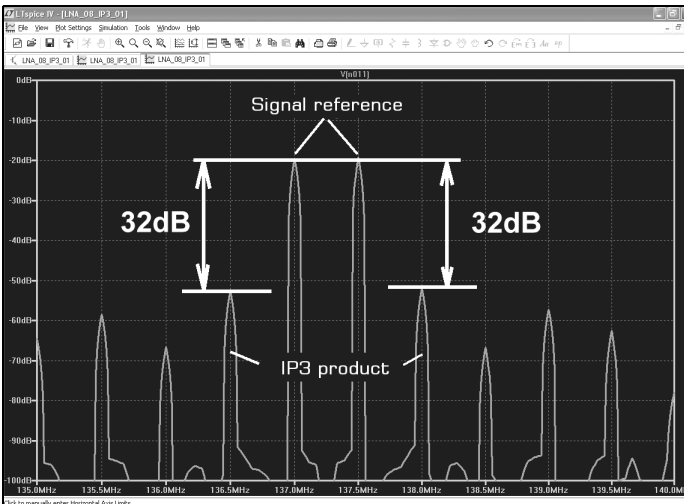 LTspice IV - [LNA_08_IP3_01]
File View Plot Settings Simulation Tools Window Help
LNA_08_IP3_01 LNA_08_IP3_01 LNA_08_IP3_01
V[n011]
0dB
Signal reference
-10dB
-20dB
-30dB
32dB 32dB
-40dB
-50dB
-60dB
-70dB
IP3 product
-80dB
-90dB
-100dB
135.0MHz 135.5MHz 136.0MHz 136.5MHz 137.0MHz 137.5MHz 138.0MHz 138.5MHz 139.0MHz 139.5MHz 140.0M
Click to manually enter Horizontal Axis Limits